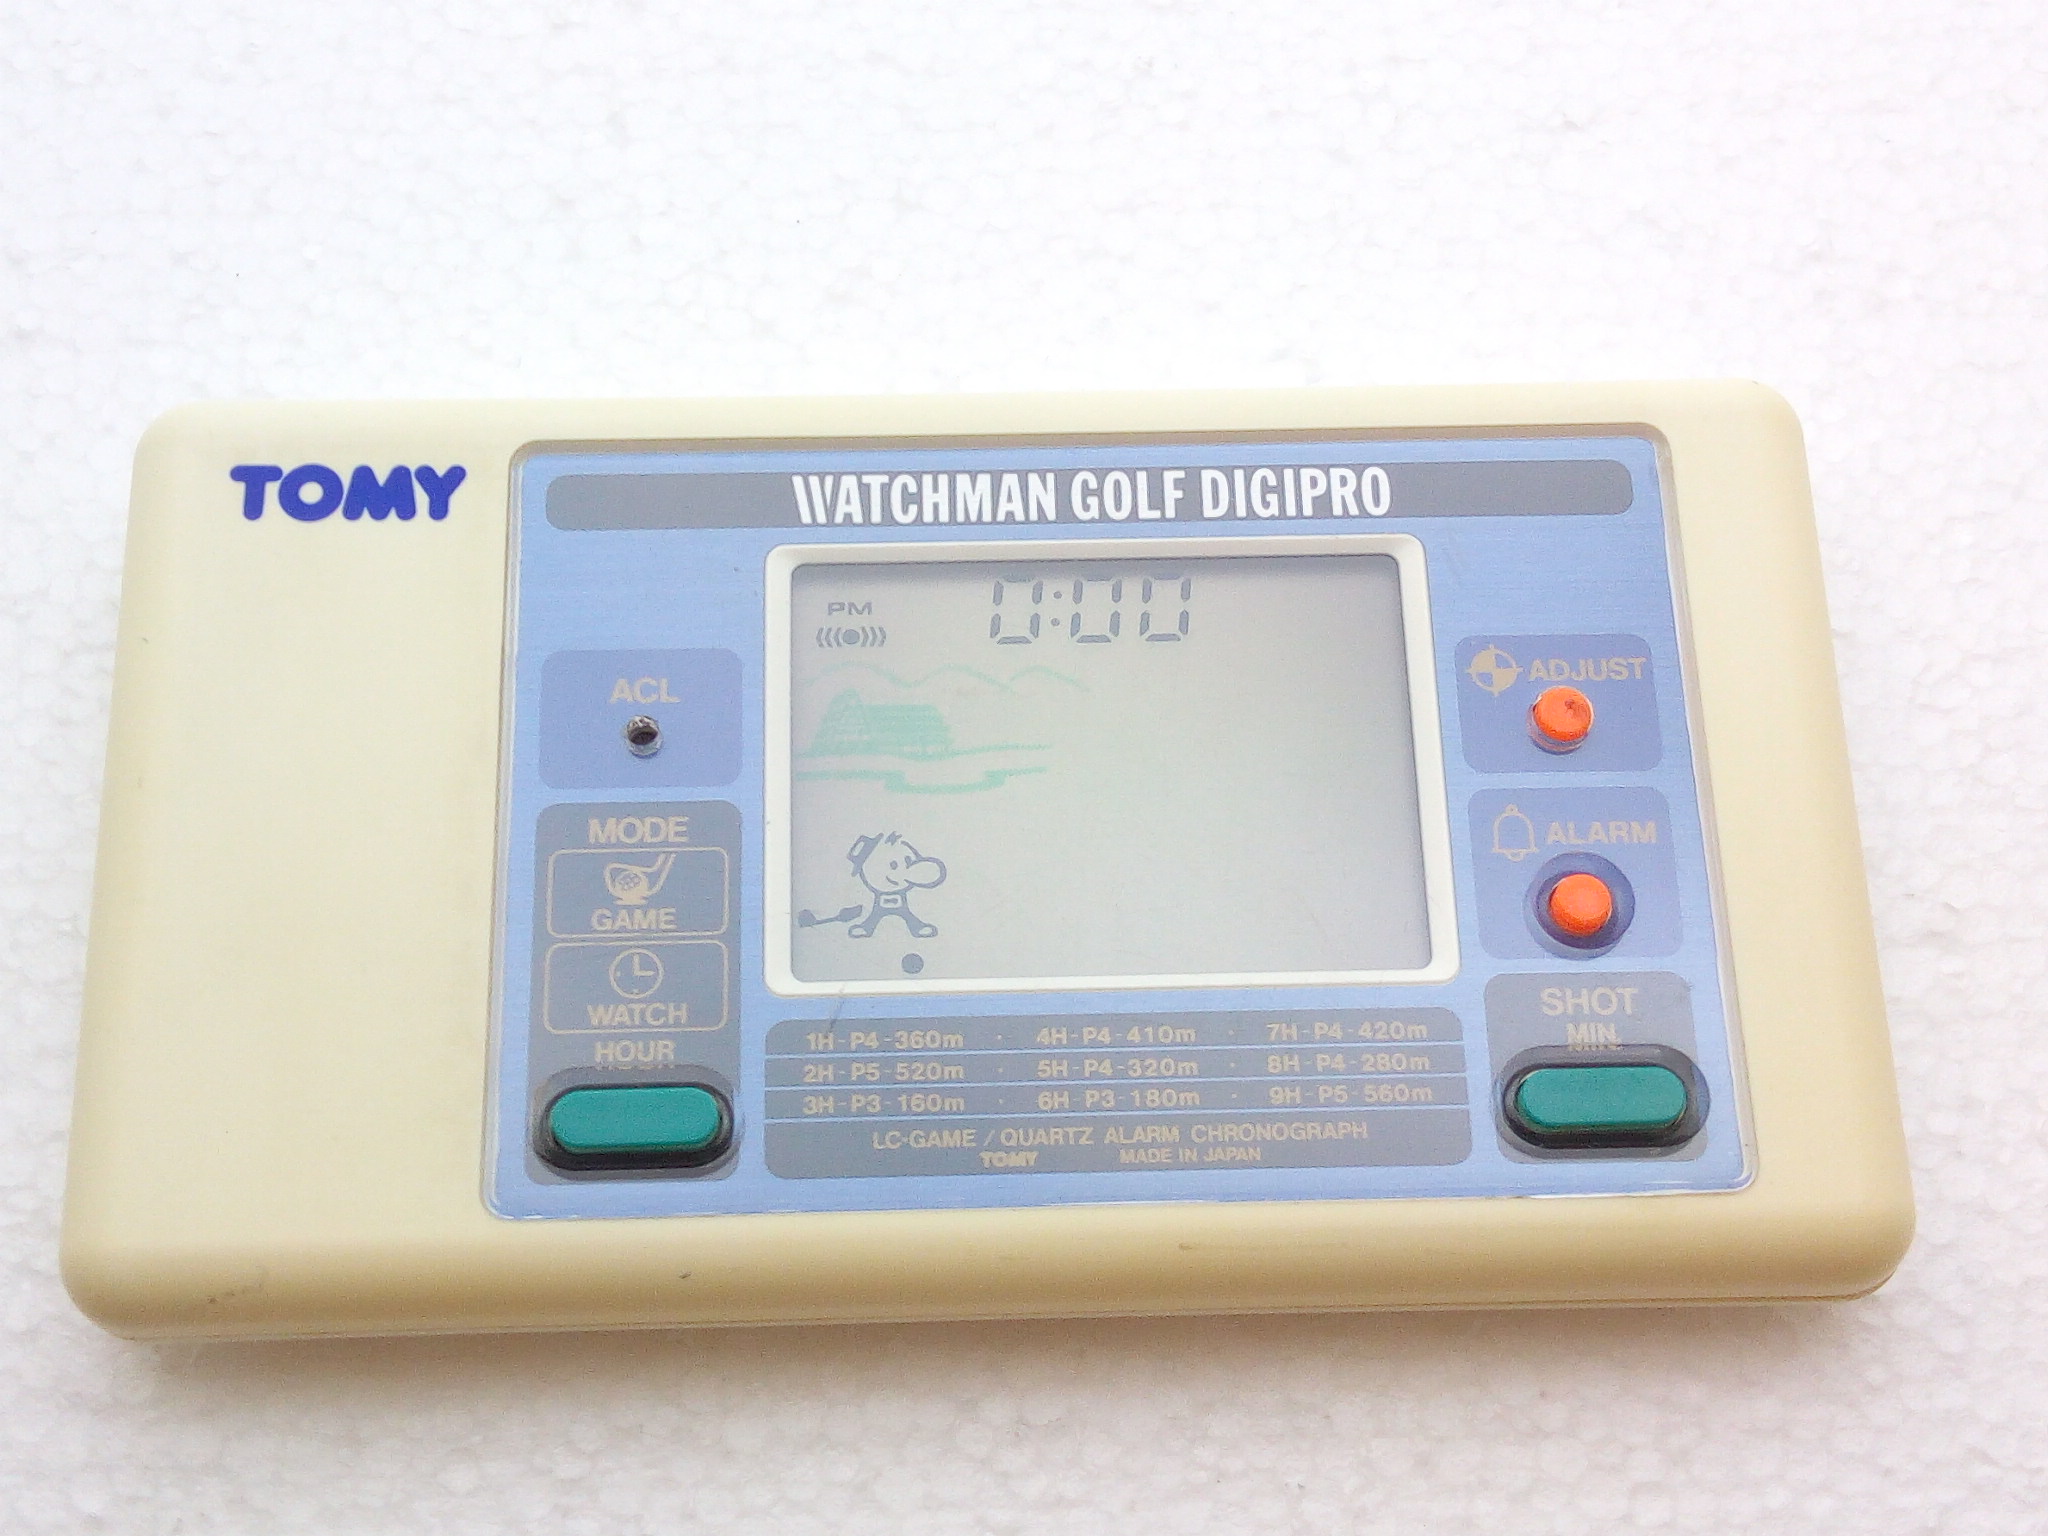 TOMY
WATCHMAN GOLF DIGIPRO
PM
0:00
ACL
ADJUST
MODE
GAME
WATCH
HOUR
ALARM
SHOT
MIN.
1H-P4-360m · 4H-P4-410m · 7H-P4-420m
2H-P5-520m · 5H-P4-320m · 8H-P4-280m
3H-P3-160m · 6H-P3-180m · 9H-P5-560m
LC-GAME / QUARTZ ALARM CHRONOGRAPH
TOMY MADE IN JAPAN